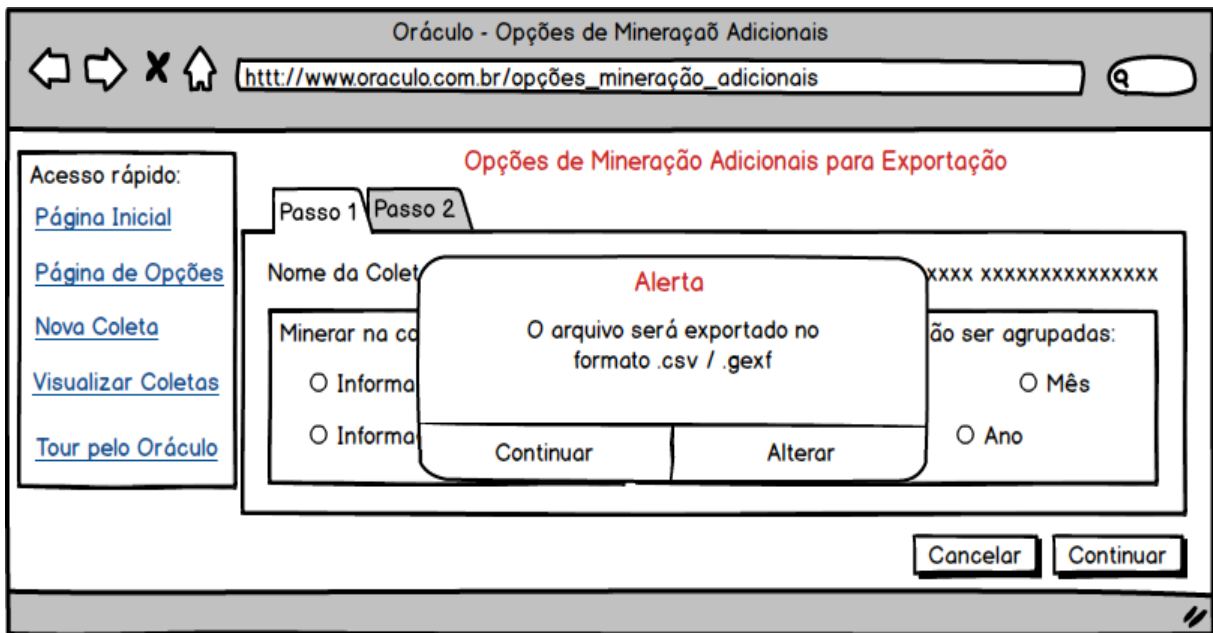 Oráculo - Opções de Mineraçaõ Adicionais
httt://www.oraculo.com.br/opções_mineração_adicionais
Opções de Mineração Adicionais para Exportação
Acesso rápido:
Página Inicial
Página de Opções
Nova Coleta
Visualizar Coletas
Tour pelo Oráculo
Passo 1 Passo 2
Nome da Colet xxxx xxxxxxxxxxxxxxx
Minerar na co ão ser agrupadas:
Informa Mês
Informa Ano
Alerta
O arquivo será exportado no
formato .csv / .gexf
Continuar Alterar
Cancelar Continuar